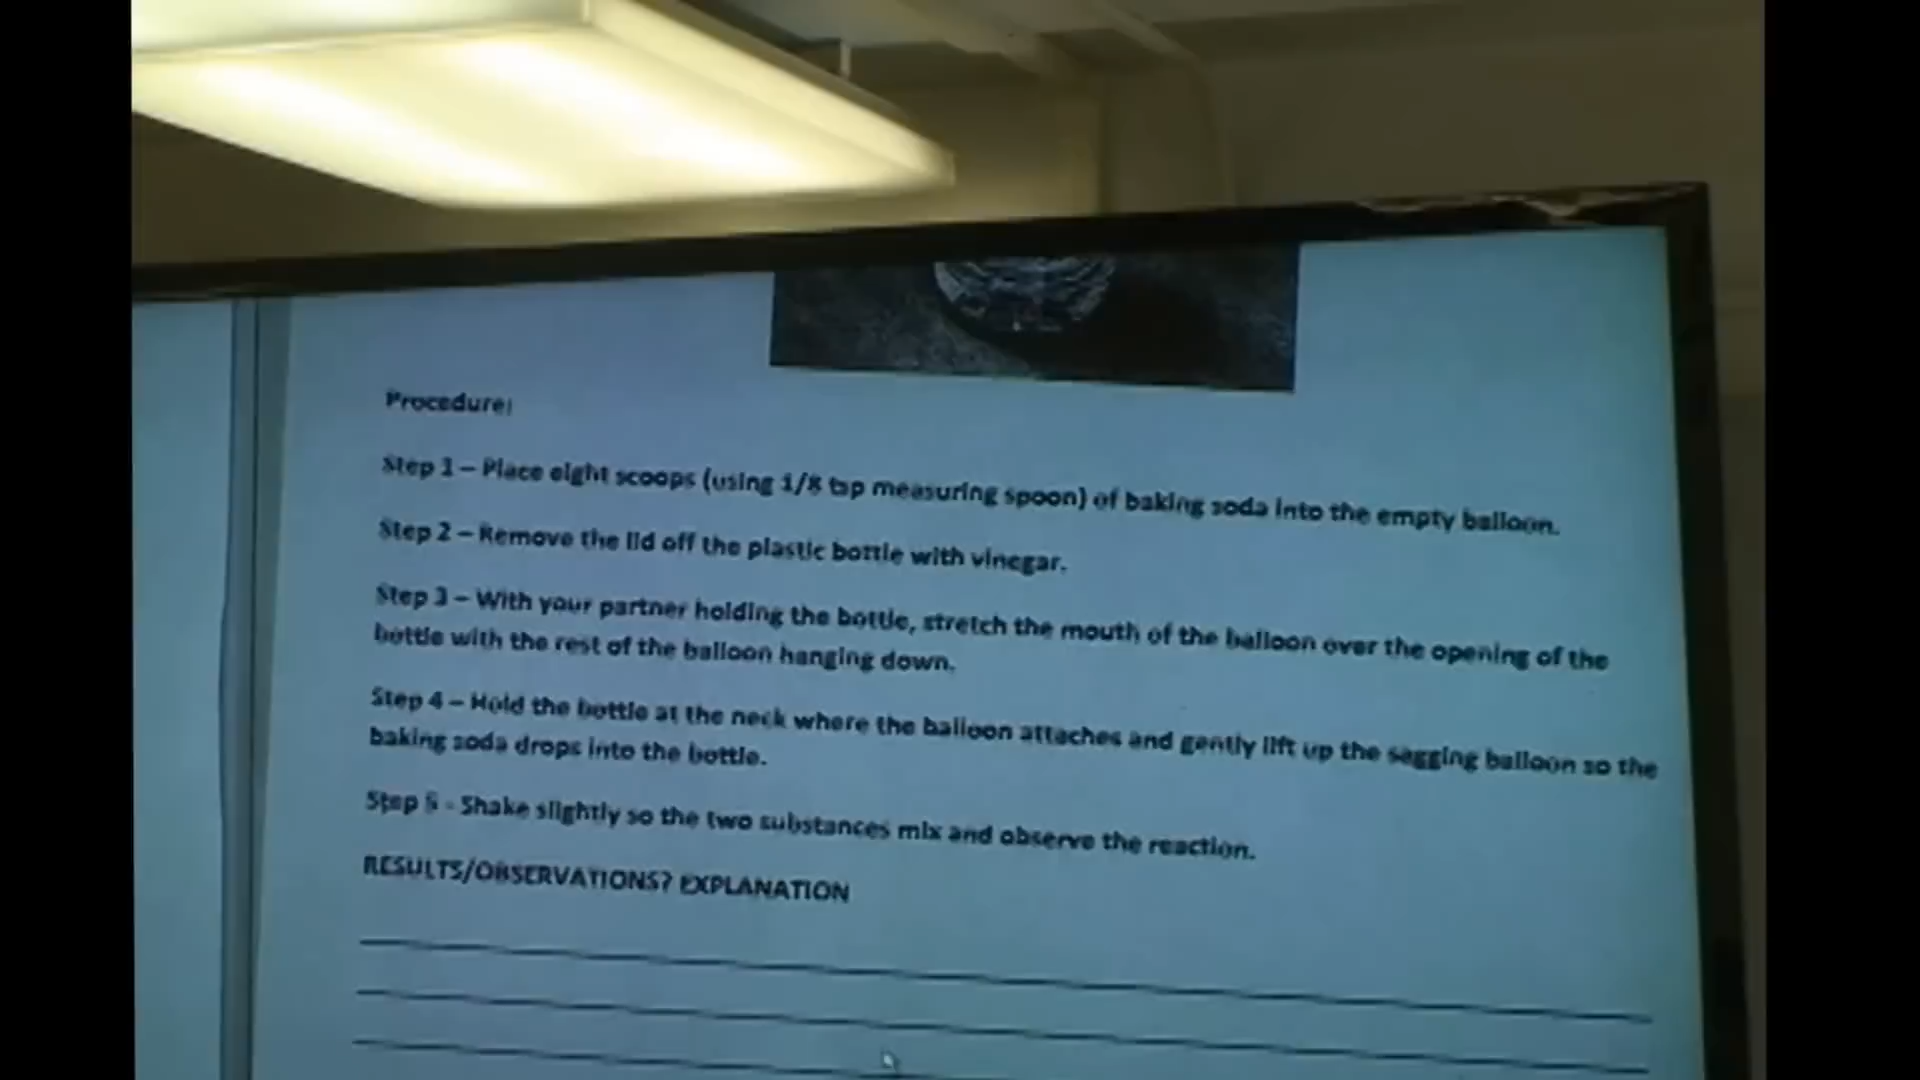 Procedure:
Step 1 – Place eight scoops (using 1/8 tsp measuring spoon) of baking soda into the empty balloon.
Step 2 – Remove the lid off the plastic bottle with vinegar.
Step 3 – With your partner holding the bottle, stretch the mouth of the balloon over the opening of the
bottle with the rest of the balloon hanging down.
Step 4 – Hold the bottle at the neck where the balloon attaches and gently lift up the sagging balloon so the
baking soda drops into the bottle.
Step 5 - Shake slightly so the two substances mix and observe the reaction.
RESULTS/OBSERVATIONS? EXPLANATION